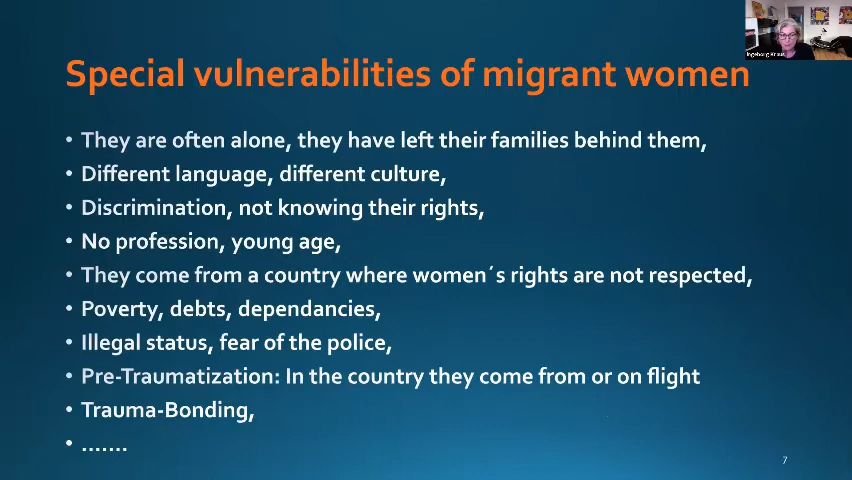 Ingeborg Kraus
Special vulnerabilities of migrant women
• They are often alone, they have left their families behind them,
• Different language, different culture,
• Discrimination, not knowing their rights,
• No profession, young age,
• They come from a country where women´s rights are not respected,
• Poverty, debts, dependancies,
• Illegal status, fear of the police,
• Pre-Traumatization: In the country they come from or on flight
• Trauma-Bonding,
• .......
7